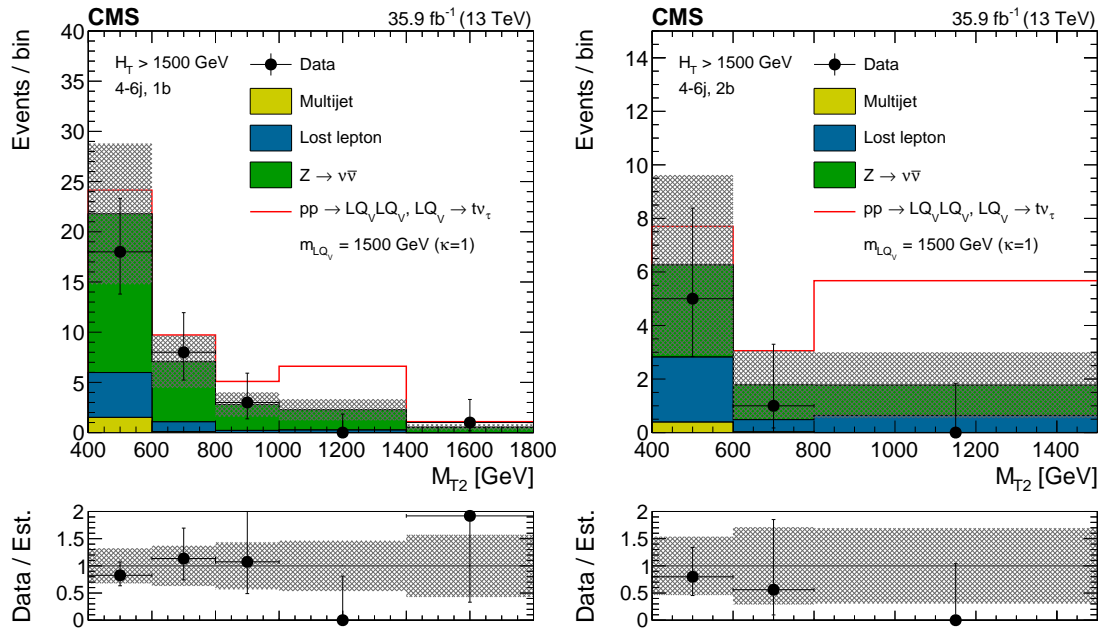 CMS 35.9 fb⁻¹ (13 TeV)
Events / bin
40
35
30
25
20
15
10
5
0
H_T > 1500 GeV
4-6j, 1b
Data
Multijet
Lost lepton
Z → νν̄
pp → LQ_V LQ_V, LQ_V → tν_τ
m_LQ_V = 1500 GeV (κ=1)
400 600 800 1000 1200 1400 1600 1800
M_T2 [GeV]
Data / Est.
2
1.5
1
0.5
0
CMS 35.9 fb⁻¹ (13 TeV)
Events / bin
14
12
10
8
6
4
2
0
H_T > 1500 GeV
4-6j, 2b
Data
Multijet
Lost lepton
Z → νν̄
pp → LQ_V LQ_V, LQ_V → tν_τ
m_LQ_V = 1500 GeV (κ=1)
400 600 800 1000 1200 1400
M_T2 [GeV]
Data / Est.
2
1.5
1
0.5
0